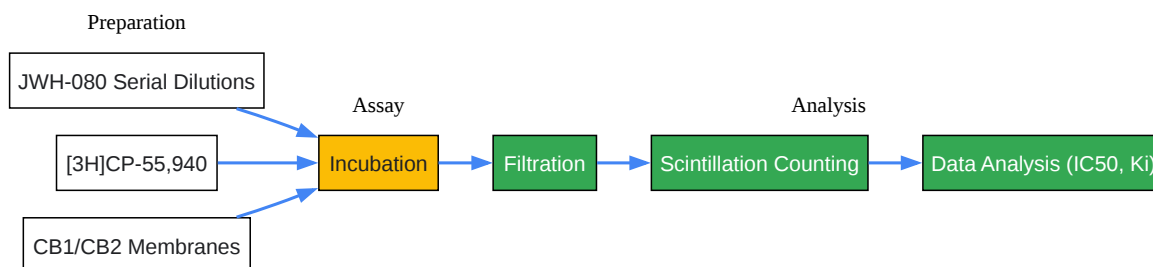 Preparation
JWH-080 Serial Dilutions
Assay
Analysis
[3H]CP-55,940
Incubation
Filtration
Scintillation Counting
Data Analysis (IC50, Ki)
CB1/CB2 Membranes